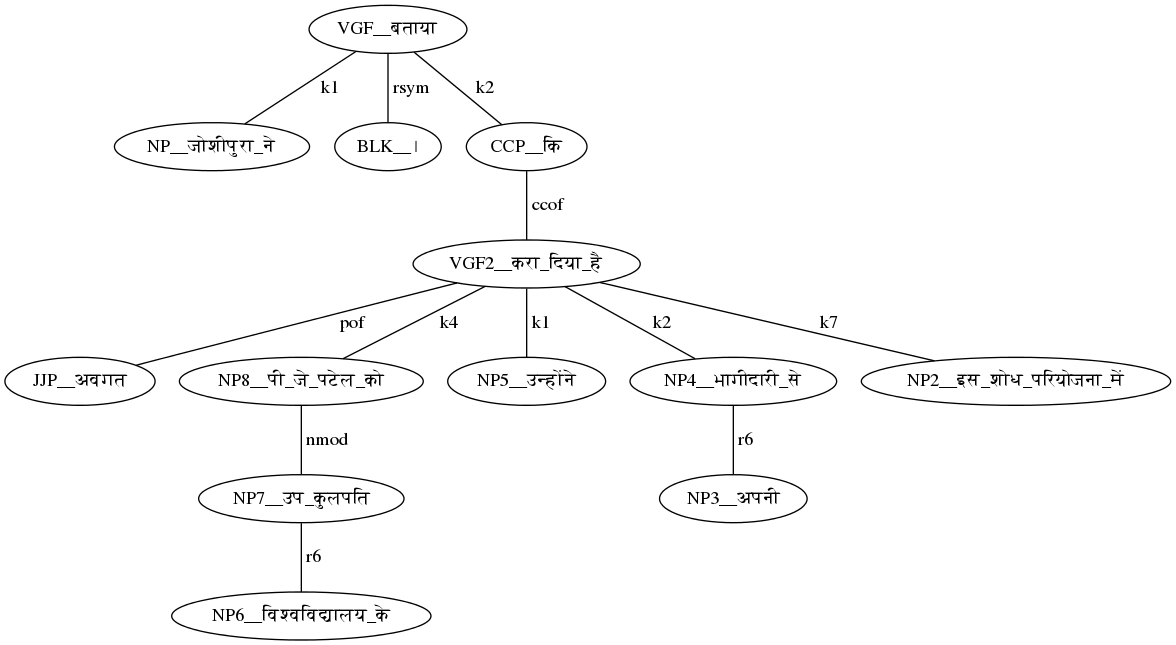 VGF__बताया
k1 rsym k2
NP__जोशीपुरा_ने BLK__। CCP__कि
ccof
VGF2__करा_दिया_है
pof k4 k1 k2 k7
JJP__अवगत NP8__पी_जे_पटेल_को NP5__उन्होंने NP4__भागीदारी_से NP2__इस_शोध_परियोजना_में
nmod r6
NP7__उप_कुलपति NP3__अपनी
r6
NP6__विश्वविद्यालय_के